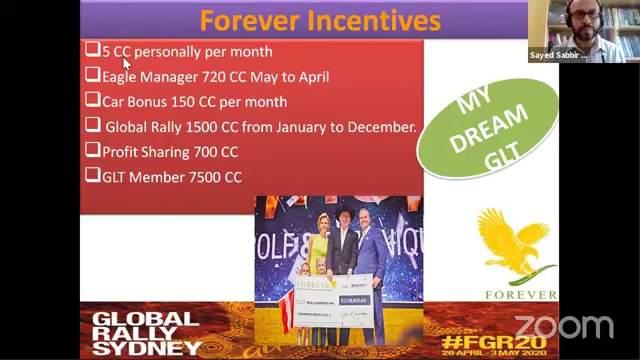 Forever Incentives
5 CC personally per month
Eagle Manager 720 CC May to April
Car Bonus 150 CC per month
Global Rally 1500 CC from January to December.
Profit Sharing 700 CC
GLT Member 7500 CC
MY
DREAM
GLT
Sayed Sabbir ...
FOREVER
FOREVER
GLOBAL
RALLY
SYDNEY
#FGR20
26 APRIL - 3 MAY 2020
zoom